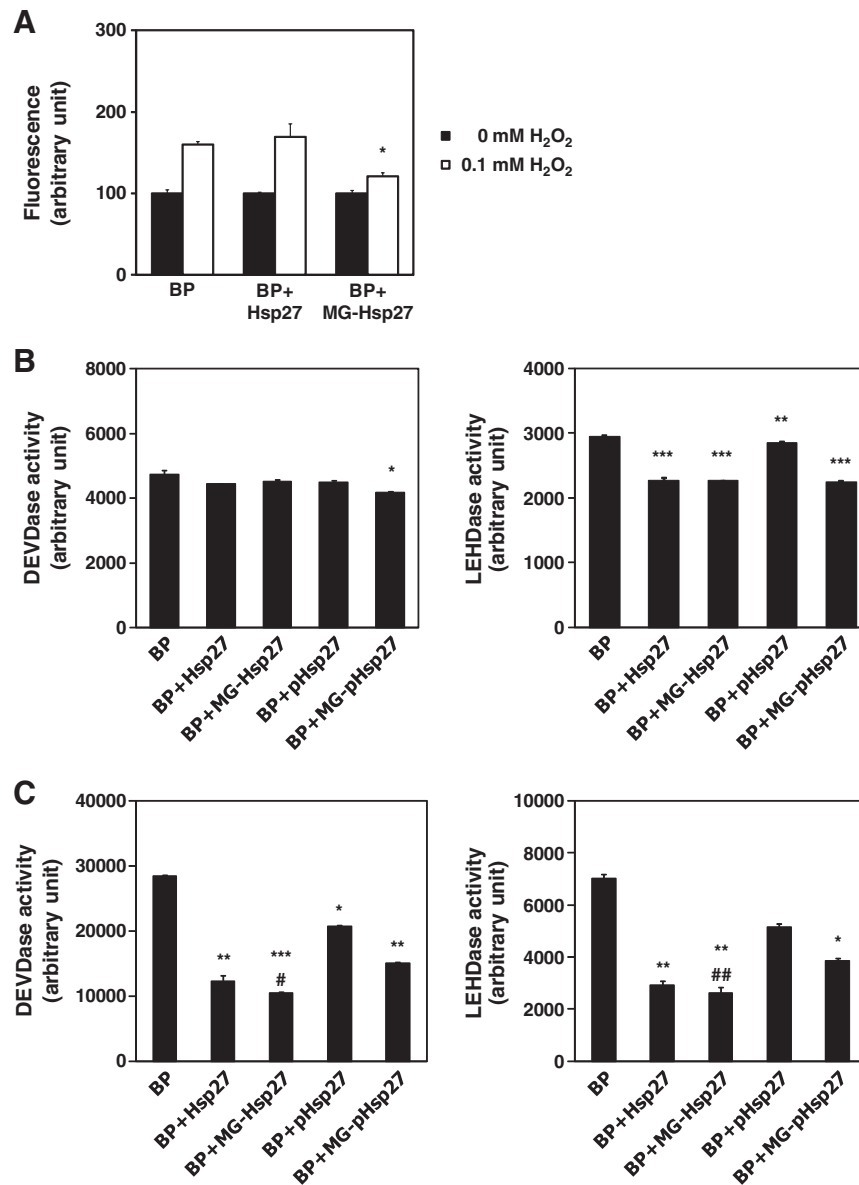 A
Fluorescence
(arbitrary unit)
300
200
100
0
*
BP
BP+
Hsp27
BP+
MG-Hsp27
0 mM H₂O₂
0.1 mM H₂O₂
B
DEVDase activity
(arbitrary unit)
8000
6000
4000
2000
0
*
BP
BP+Hsp27
BP+MG-Hsp27
BP+pHsp27
BP+MG-pHsp27
LEHDase activity
(arbitrary unit)
4000
3000
2000
1000
0
***
***
**
***
BP
BP+Hsp27
BP+MG-Hsp27
BP+pHsp27
BP+MG-pHsp27
C
DEVDase activity
(arbitrary unit)
40000
30000
20000
10000
0
**
***
#
*
**
BP
BP+Hsp27
BP+MG-Hsp27
BP+pHsp27
BP+MG-pHsp27
LEHDase activity
(arbitrary unit)
10000
8000
6000
4000
2000
0
**
**
##
*
BP
BP+Hsp27
BP+MG-Hsp27
BP+pHsp27
BP+MG-pHsp27